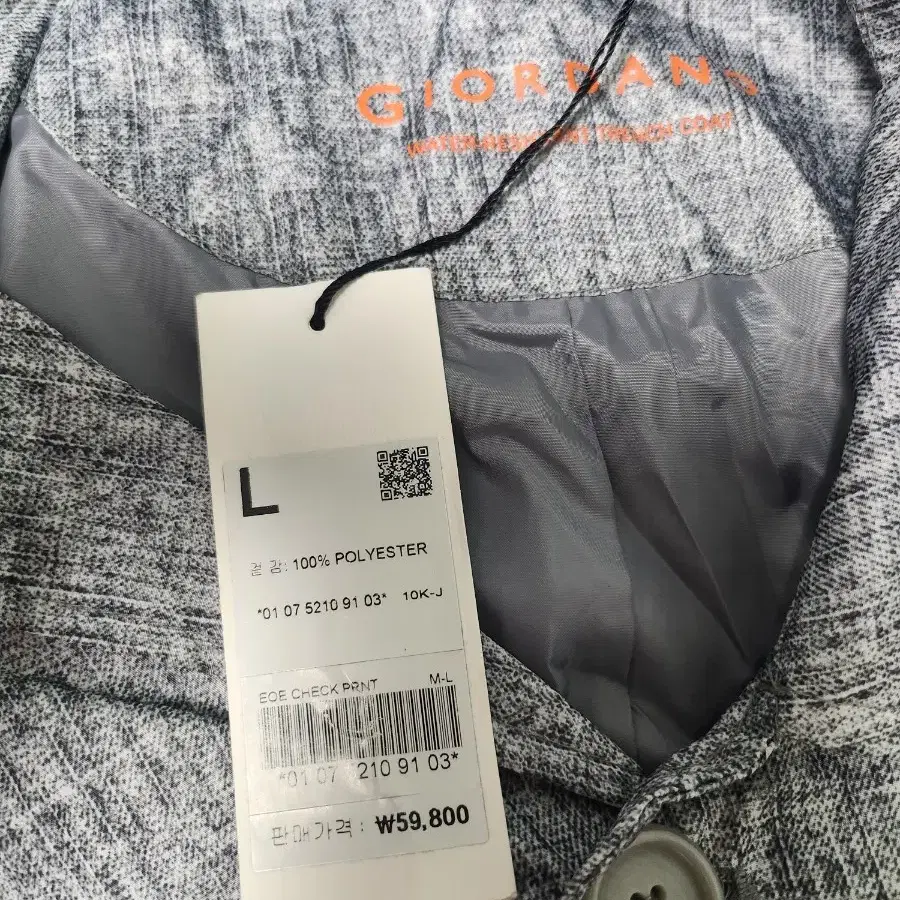 GIORDANO
WATER-RESISTANT TRENCH COAT
L
겉 감: 100% POLYESTER
*01 07 5210 91 03* 10K-J
EOE CHECK PRNT M-L
*01 07 5210 91 03*
판매가격 : ₩59,800